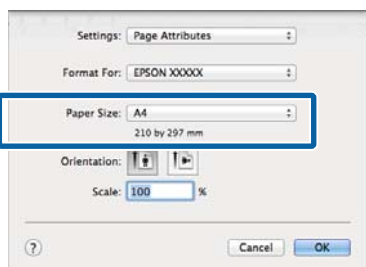 Settings: Page Attributes
Format For: EPSON XXXXX
Paper Size: A4
210 by 297 mm
Orientation:
Scale: 100 %
? Cancel OK